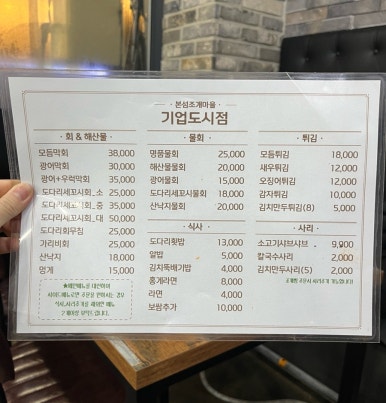 본섬조개마을
기업도시점
· 회 & 해산물 ·
모듬막회 38,000
광어막회 30,000
광어+우럭막회 35,000
도다리세꼬시회_소 25,000
도다리세꼬시회_중 35,000
도다리세꼬시회_대 50,000
도다리회무침 25,000
가리비회 25,000
산낙지 18,000
멍게 15,000
· 물회 ·
명품물회 25,000
해산물물회 20,000
광어물회 15,000
도다리세꼬시물회 18,000
산낙지물회 20,000
· 식사 ·
도다리횟밥 13,000
알밥 5,000
김치뚝배기밥 4,000
홍게라면 8,000
라면 4,000
보쌈추가 10,000
· 튀김 ·
모듬튀김 18,000
새우튀김 12,000
오징어튀김 12,000
감자튀김 10,000
김치만두튀김(8) 5,000
· 사리 ·
소고기샤브샤브 9,900
칼국수사리 2,000
김치만두사리(5) 2,000